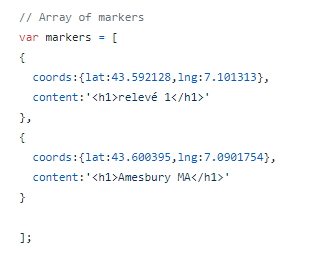 // Array of markers
var markers = [
{
coords:{lat:43.592128,lng:7.101313},
content:'<h1>relevé 1</h1>'
},
{
coords:{lat:43.600395,lng:7.0901754},
content:'<h1>Amesbury MA</h1>'
}
];